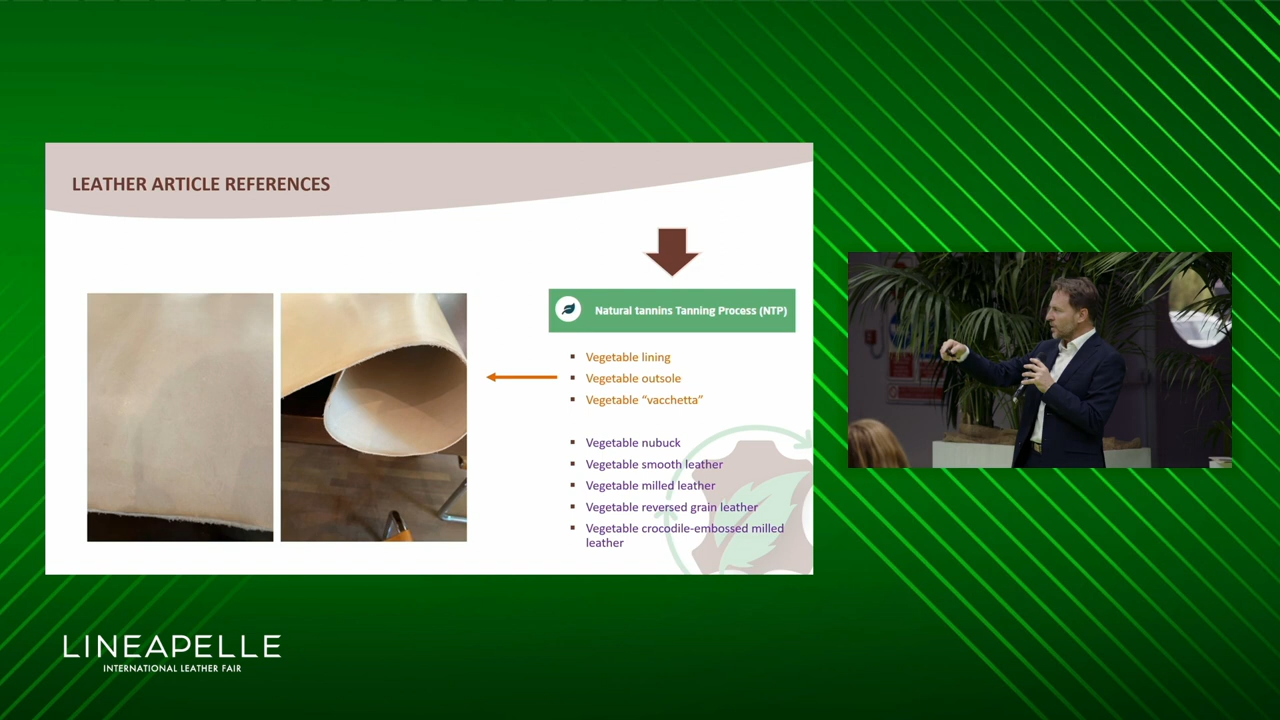 LEATHER ARTICLE REFERENCES
Natural tannins Tanning Process (NTP)
Vegetable lining
Vegetable outsole
Vegetable “vacchetta”
Vegetable nubuck
Vegetable smooth leather
Vegetable milled leather
Vegetable reversed grain leather
Vegetable crocodile-embossed milled
leather
LINEAPELLE
INTERNATIONAL LEATHER FAIR